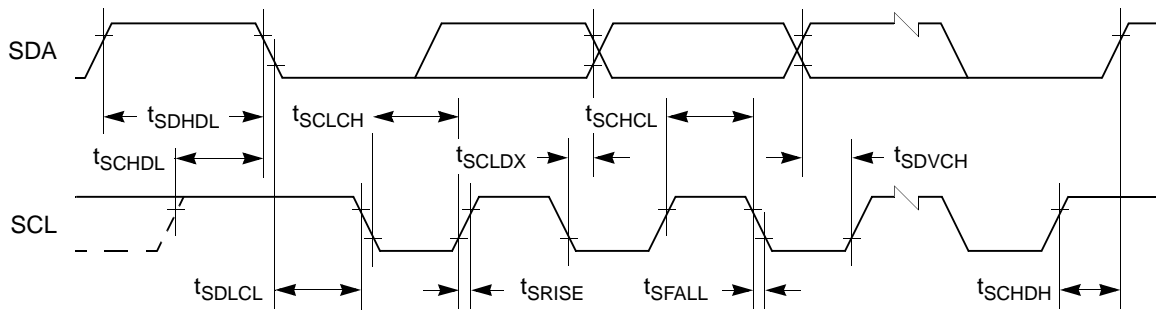 SDA
tSDHDL
tSCLCH
tSCHCL
tSCHDL
tSCLDX
tSDVCH
SCL
tSDLCL
tSRISE
tSFALL
tSCHDH